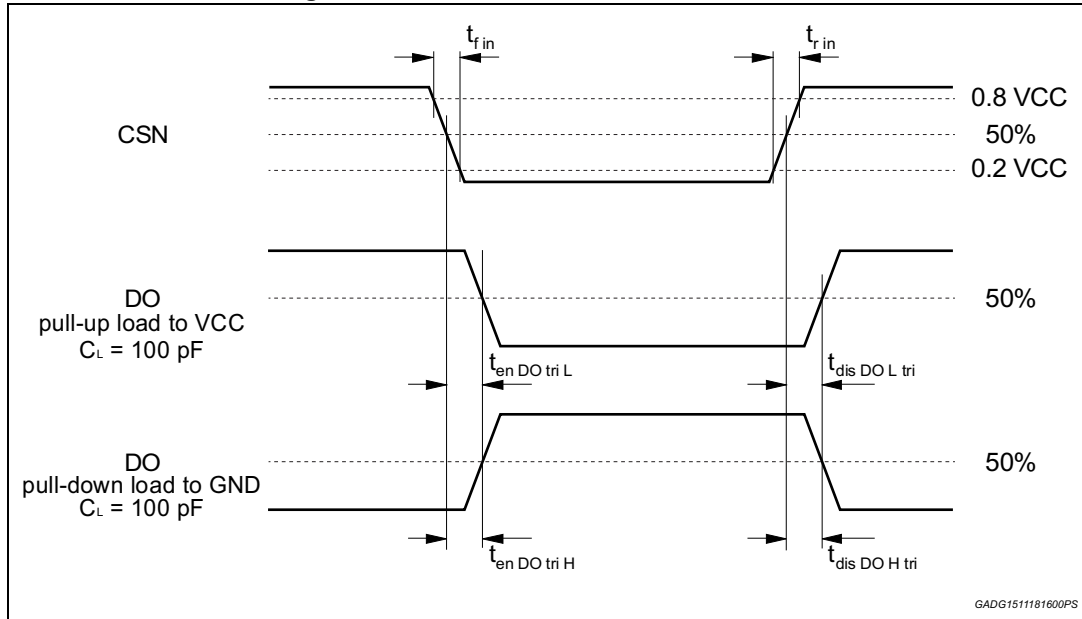 t_f in
t_r in
0.8 VCC
CSN
50%
0.2 VCC
DO
pull-up load to VCC
C_L = 100 pF
50%
t_en DO tri L
t_dis DO L tri
DO
pull-down load to GND
C_L = 100 pF
50%
t_en DO tri H
t_dis DO H tri
GADG1511181600PS